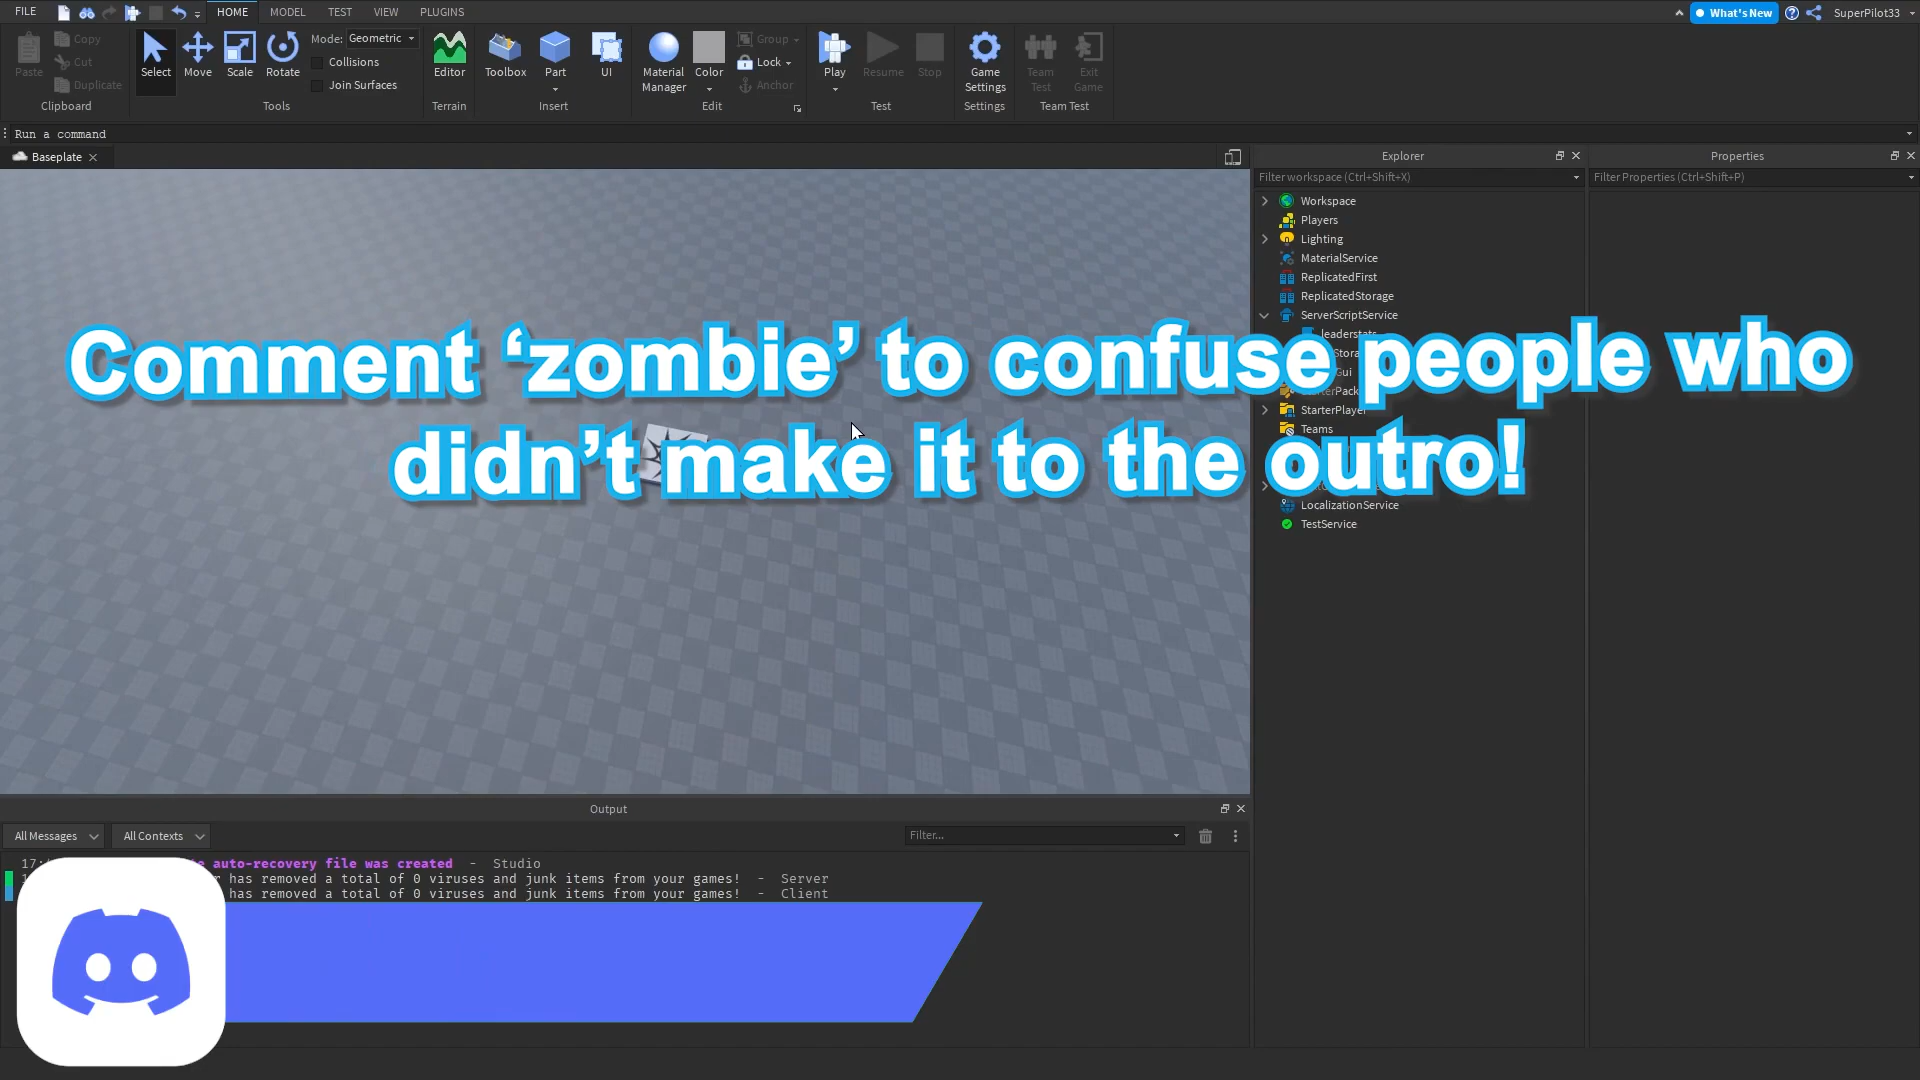 FILE HOME MODEL TEST VIEW PLUGINS What's New SuperPilot33
Paste Copy Cut Duplicate Clipboard
Select Move Scale Rotate Mode: Geometric Collisions Join Surfaces Tools
Editor Terrain
Toolbox Part UI Insert
Material Manager Color Group Lock Anchor Edit
Play Resume Stop Test
Game Settings Settings
Team Test Exit Game Team Test
Run a command
Baseplate
Explorer
Filter workspace (Ctrl+Shift+X)
Workspace
Players
Lighting
MaterialService
ReplicatedFirst
ReplicatedStorage
ServerScriptService
leaderstats
StarterPlayer
Teams
LocalizationService
TestService
Properties
Filter Properties (Ctrl+Shift+P)
Comment ‘zombie’ to confuse people who
didn’t make it to the outro!
Output
All Messages All Contexts Filter...
auto-recovery file was created - Studio
has removed a total of 0 viruses and junk items from your games! - Server
has removed a total of 0 viruses and junk items from your games! - Client